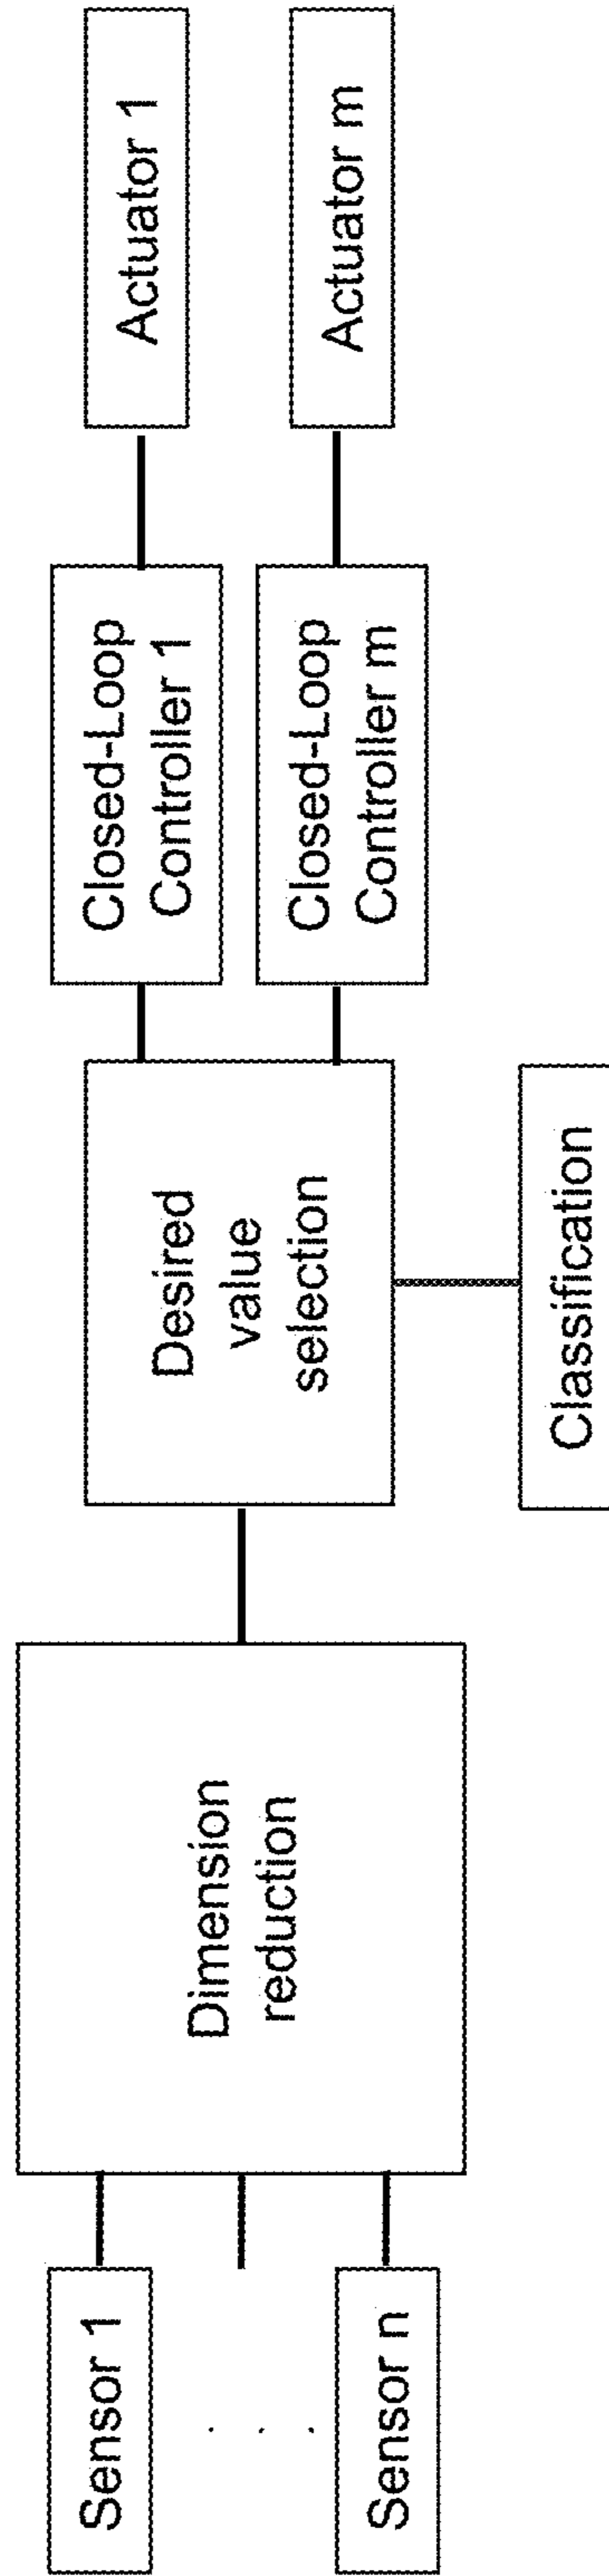 Sensor 1
. . .
Sensor n
Dimension
reduction
Desired
value
selection
Classification
Closed-Loop
Controller 1
Closed-Loop
Controller m
Actuator 1
Actuator m